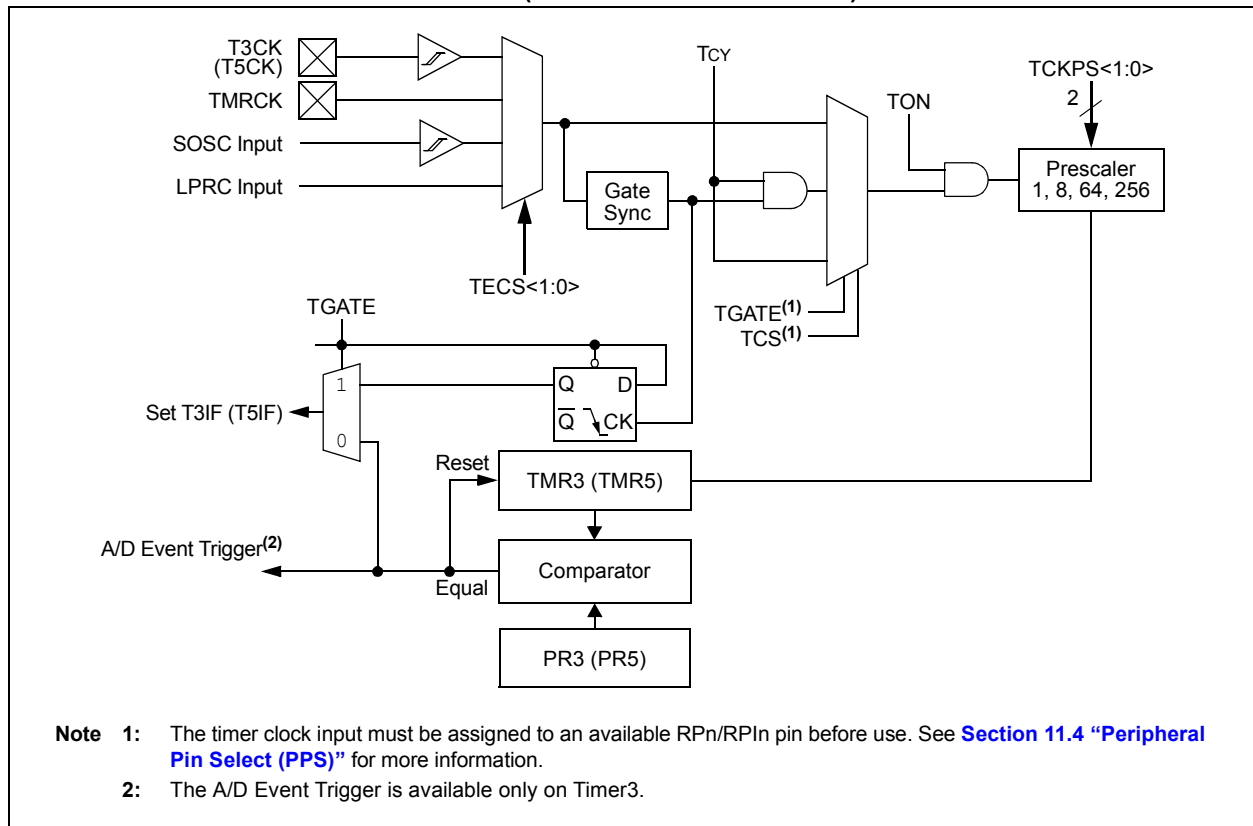 T3CK
(T5CK)
TMRCK
SOSC Input
LPRC Input
TECS<1:0>
TCY
TON
TCKPS<1:0>
2
Prescaler
1, 8, 64, 256
Gate
Sync
TGATE(1)
TCS(1)
TGATE
1
0
Set T3IF (T5IF)
Q D
Q CK
Reset
TMR3 (TMR5)
A/D Event Trigger(2)
Equal
Comparator
PR3 (PR5)
Note 1: The timer clock input must be assigned to an available RPn/RPIn pin before use. See Section 11.4 “Peripheral
Pin Select (PPS)” for more information.
2: The A/D Event Trigger is available only on Timer3.